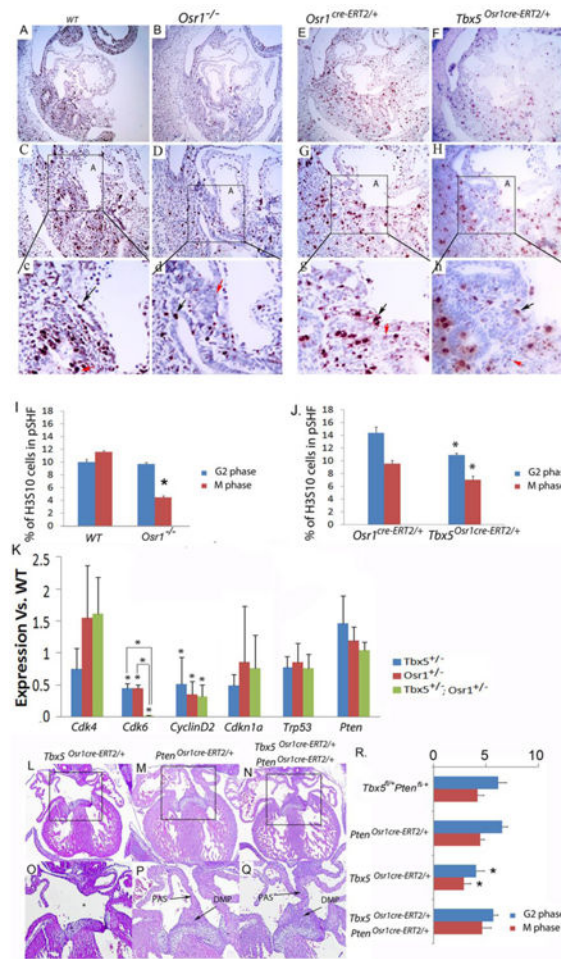 WT
Osr1-/-
Osr1cre-ERT2/+
Tbx5Osr1cre-ERT2/+
A
B
E
F
C
A
D
A
G
A
H
A
c
d
g
h
I
% of H3S10 cells in pSHF
18
16
14
12
10
8
6
4
2
0
*
G2 phase
M phase
WT
J.
% of H3S10 cells in pSHF
18
16
14
12
10
8
6
4
2
0
*
*
G2 phase
M phase
Osr1cre-ERT2/+
Tbx5Osr1cre-ERT2/+
K
Expression Vs. WT
2.5
2
1.5
1
0.5
0
* * * * * *
* * *
Tbx5+/-
Osr1+/-
Tbx5+/-; Osr1+/-
Cdk4 Cdk6 CyclinD2 Cdkn1a Trp53 Pten
Tbx5Osr1cre-ERT2/+
PtenOsr1cre-ERT2/+
Tbx5Osr1cre-ERT2/+
PtenOsr1cre-ERT2/+
L
M
N
O
P
PAS
DMP
Q
PAS
DMP
R.
0 5 10
Tbx5fl/+Ptenfl/+
PtenOsr1cre-ERT2/+
Tbx5Osr1cre-ERT2/+
*
*
Tbx5Osr1cre-ERT2/+
PtenOsr1cre-ERT2/+
G2 phase
M phase